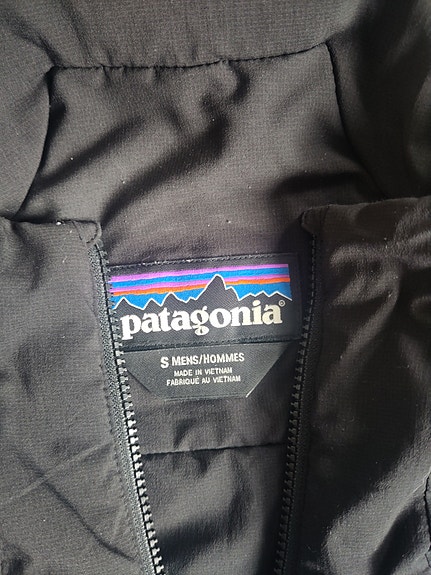 patagonia®
S MENS/HOMMES
MADE IN VIETNAM
FABRIQUÉ AU VIETNAM